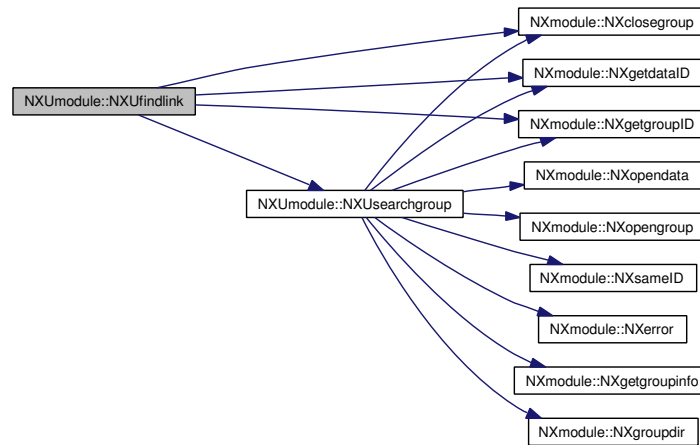 NXmodule::NXclosegroup
NXmodule::NXgetdataID
NXUmodule::NXUfindlink
NXmodule::NXgetgroupID
NXmodule::NXopendata
NXUmodule::NXUsearchgroup
NXmodule::NXopengroup
NXmodule::NXsameID
NXmodule::NXerror
NXmodule::NXgetgroupinfo
NXmodule::NXgroupdir